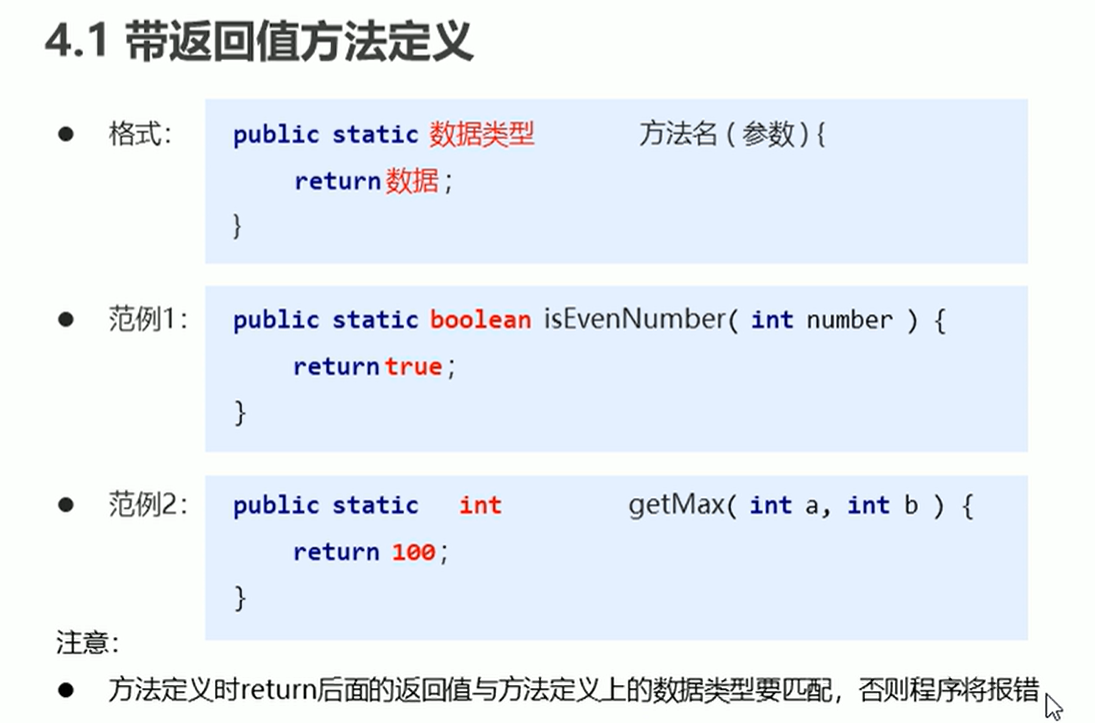 4.1 带返回值方法定义
● 格式: public static 数据类型 方法名 ( 参数 ) {
return 数据 ;
}
● 范例1: public static boolean isEvenNumber( int number ) {
return true ;
}
● 范例2: public static int getMax( int a, int b ) {
return 100 ;
}
注意:
● 方法定义时return后面的返回值与方法定义上的数据类型要匹配，否则程序将报错